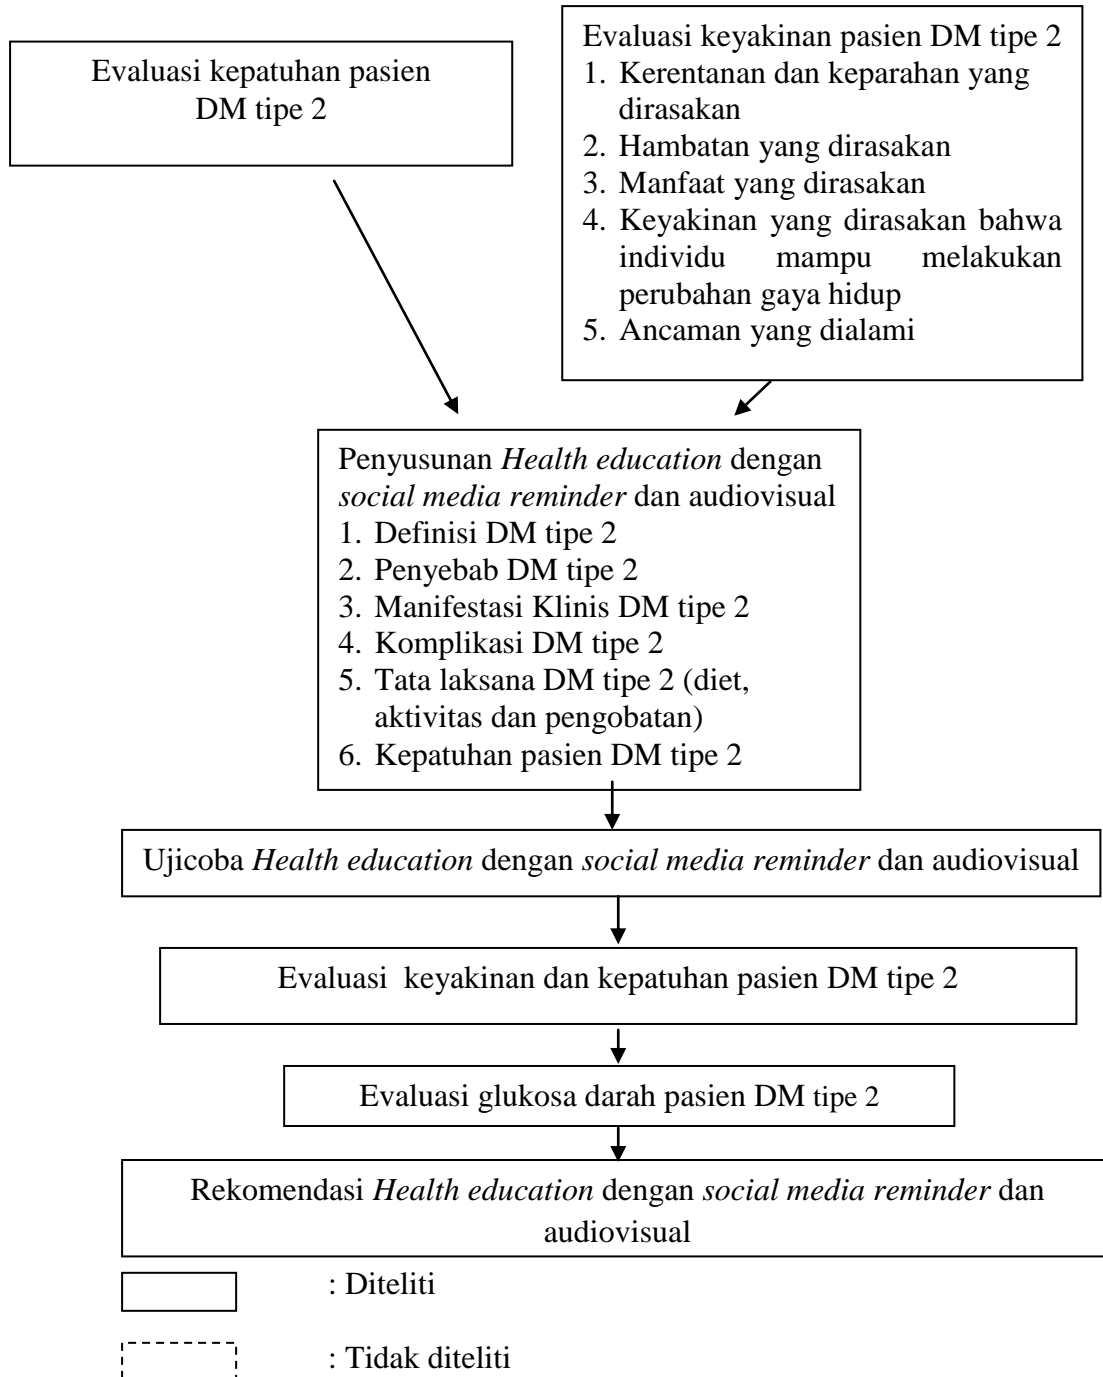 Evaluasi kepatuhan pasien
DM tipe 2
Evaluasi keyakinan pasien DM tipe 2
1. Kerentanan dan keparahan yang
dirasakan
2. Hambatan yang dirasakan
3. Manfaat yang dirasakan
4. Keyakinan yang dirasakan bahwa
individu mampu melakukan
perubahan gaya hidup
5. Ancaman yang dialami
Penyusunan Health education dengan
social media reminder dan audiovisual
1. Definisi DM tipe 2
2. Penyebab DM tipe 2
3. Manifestasi Klinis DM tipe 2
4. Komplikasi DM tipe 2
5. Tata laksana DM tipe 2 (diet,
aktivitas dan pengobatan)
6. Kepatuhan pasien DM tipe 2
Ujicoba Health education dengan social media reminder dan audiovisual
Evaluasi keyakinan dan kepatuhan pasien DM tipe 2
Evaluasi glukosa darah pasien DM tipe 2
Rekomendasi Health education dengan social media reminder dan
audiovisual
: Diteliti
: Tidak diteliti